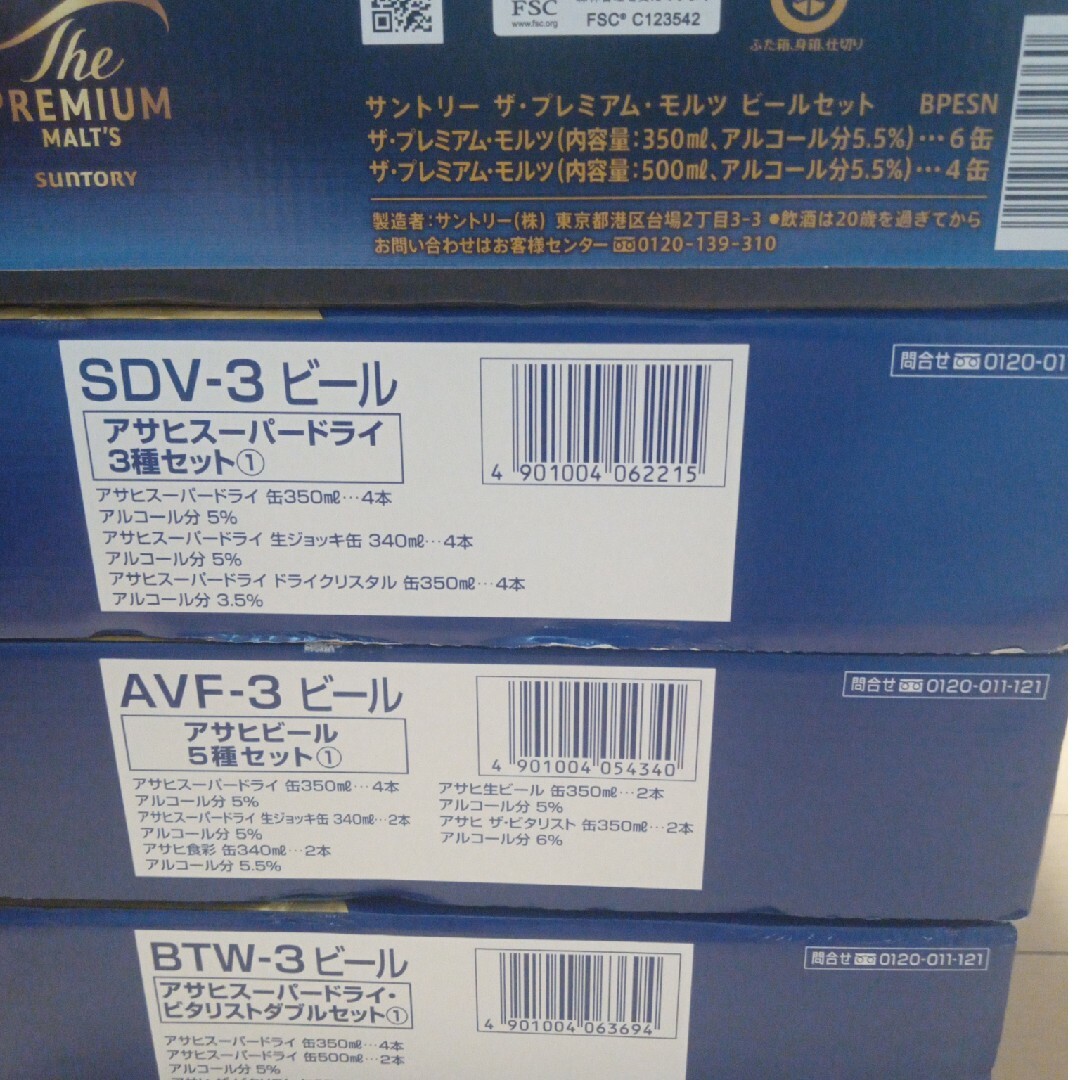 The
PREMIUM
MALT'S
SUNTORY
FSC
www.fsc.org
FSC® C123542
ふた箱、身箱、仕切り
サントリー ザ・プレミアム・モルツ ビールセット BPESN
ザ・プレミアム・モルツ(内容量:350㎖、アルコール分5.5%)…6缶
ザ・プレミアム・モルツ(内容量:500㎖、アルコール分5.5%)…4缶
製造者:サントリー(株) 東京都港区台場2丁目3-3 ●飲酒は20歳を過ぎてから
お問い合わせはお客様センター 0120-139-310
SDV-3 ビール
アサヒスーパードライ
3種セット①
アサヒスーパードライ 缶350㎖…4本
アルコール分 5%
アサヒスーパードライ 生ジョッキ缶 340㎖…4本
アルコール分 5%
アサヒスーパードライ ドライクリスタル 缶350㎖…4本
アルコール分 3.5%
4 901004 062215
問合せ 0120-01
AVF-3 ビール
アサヒビール
5種セット①
アサヒスーパードライ 缶350㎖…4本
アルコール分 5%
アサヒスーパードライ 生ジョッキ缶 340㎖…2本
アルコール分 5%
アサヒ食彩 缶340㎖…2本
アルコール分 5.5%
4 901004 054340
アサヒ生ビール 缶350㎖…2本
アルコール分 5%
アサヒ ザ・ビタリスト 缶350㎖…2本
アルコール分 6%
問合せ 0120-011-121
BTW-3 ビール
アサヒスーパードライ・
ビタリストダブルセット①
アサヒスーパードライ 缶350㎖…4本
アサヒスーパードライ 缶500㎖…2本
アルコール分 5%
4 901004 063694
問合せ 0120-011-121